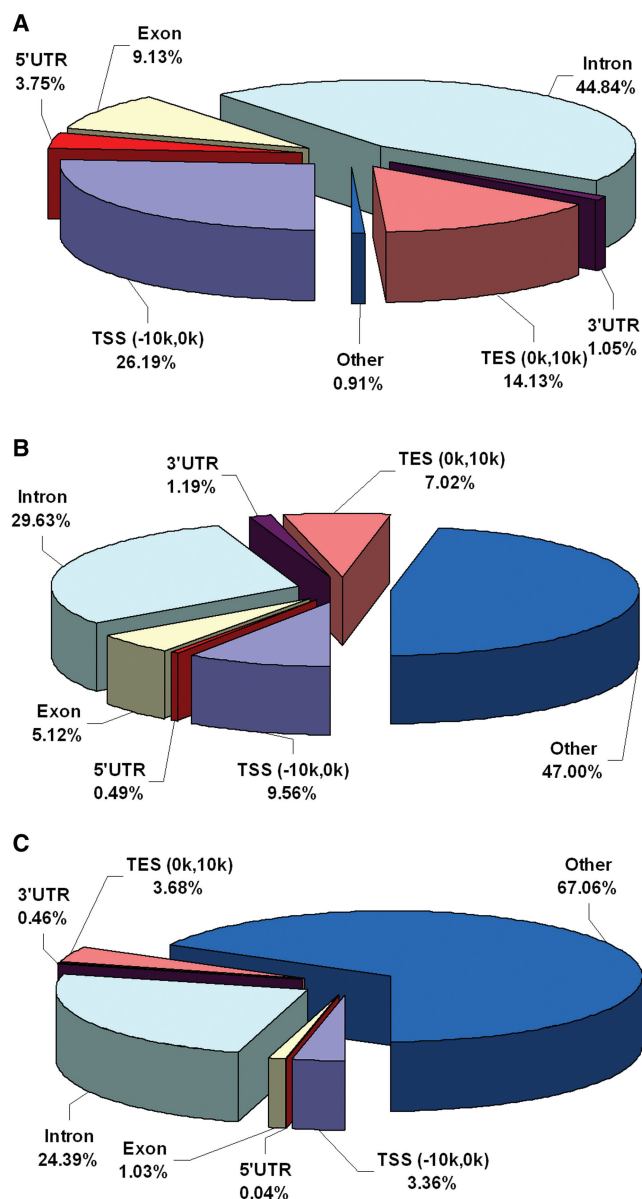 A
Exon
9.13%
5'UTR
3.75%
Intron
44.84%
TSS (-10k,0k)
26.19%
Other
0.91%
TES (0k,10k)
14.13%
3'UTR
1.05%
B
3'UTR
1.19%
TES (0k,10k)
7.02%
Intron
29.63%
Exon
5.12%
5'UTR
0.49%
TSS (-10k,0k)
9.56%
Other
47.00%
C
TES (0k,10k)
3.68%
3'UTR
0.46%
Other
67.06%
Intron
24.39%
Exon
1.03%
5'UTR
0.04%
TSS (-10k,0k)
3.36%